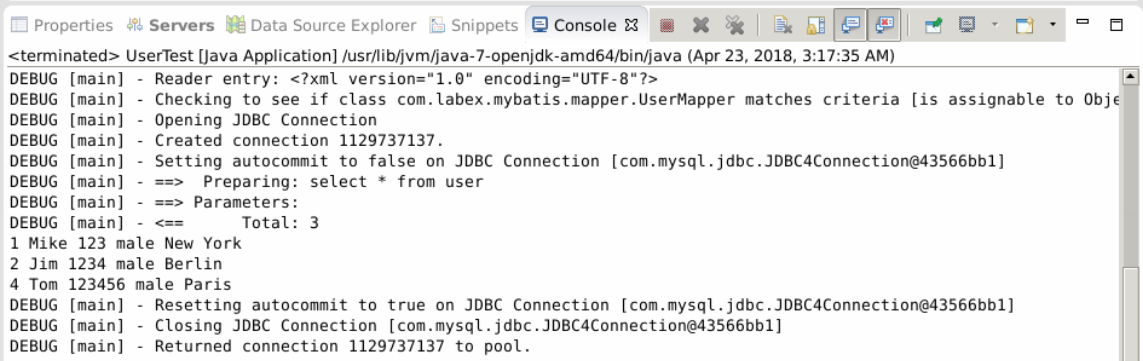 Properties Servers Data Source Explorer Snippets Console
<terminated> UserTest [Java Application] /usr/lib/jvm/java-7-openjdk-amd64/bin/java (Apr 23, 2018, 3:17:35 AM)
DEBUG [main] - Reader entry: <?xml version="1.0" encoding="UTF-8"?>
DEBUG [main] - Checking to see if class com.labex.mybatis.mapper.UserMapper matches criteria [is assignable to Obje
DEBUG [main] - Opening JDBC Connection
DEBUG [main] - Created connection 1129737137.
DEBUG [main] - Setting autocommit to false on JDBC Connection [com.mysql.jdbc.JDBC4Connection@43566bb1]
DEBUG [main] - ==>  Preparing: select * from user
DEBUG [main] - ==> Parameters:
DEBUG [main] - <==      Total: 3
1 Mike 123 male New York
2 Jim 1234 male Berlin
4 Tom 123456 male Paris
DEBUG [main] - Resetting autocommit to true on JDBC Connection [com.mysql.jdbc.JDBC4Connection@43566bb1]
DEBUG [main] - Closing JDBC Connection [com.mysql.jdbc.JDBC4Connection@43566bb1]
DEBUG [main] - Returned connection 1129737137 to pool.